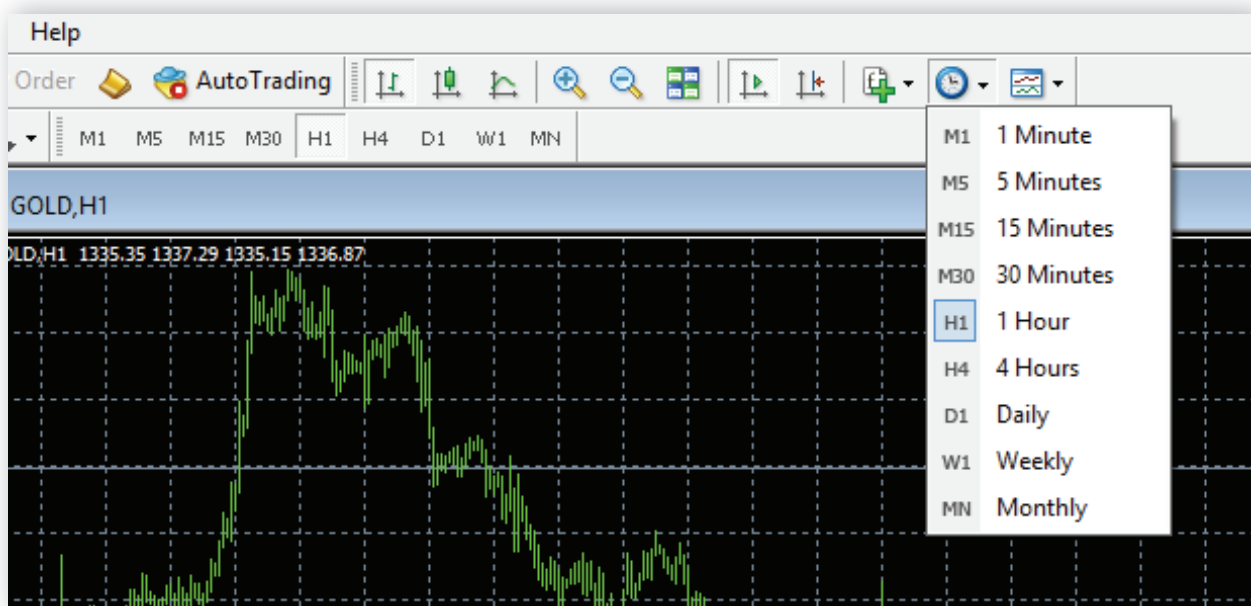 Help
Order AutoTrading
M1 M5 M15 M30 H1 H4 D1 W1 MN
GOLD,H1
OLD,H1 1335.35 1337.29 1335.15 1336.87
M1 1 Minute
M5 5 Minutes
M15 15 Minutes
M30 30 Minutes
H1 1 Hour
H4 4 Hours
D1 Daily
W1 Weekly
MN Monthly